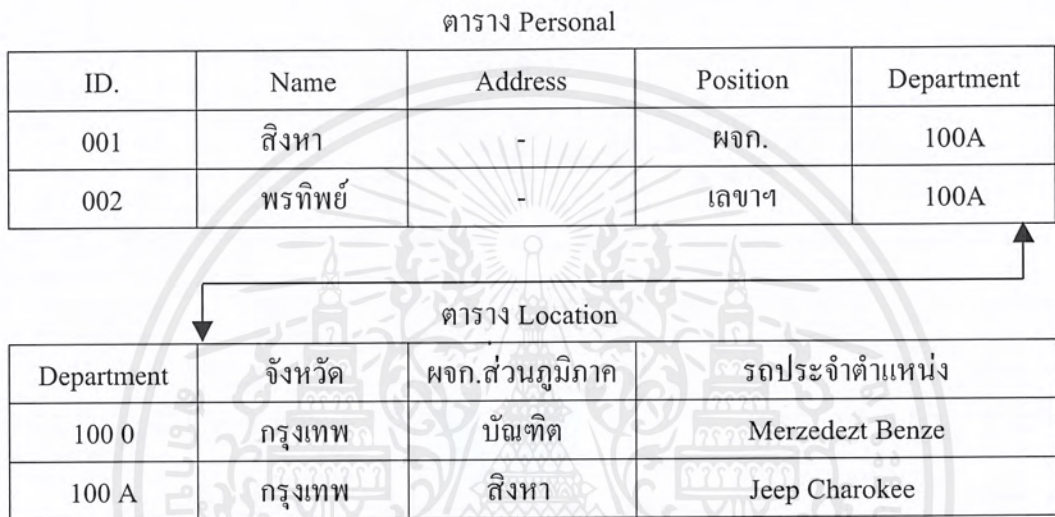 ตาราง Personal
ID. Name Address Position Department
001 สิงหา - ผจก. 100A
002 พรทิพย์ - เลขาฯ 100A
ตาราง Location
Department จังหวัด ผจก.ส่วนภูมิภาค รถประจำตำแหน่ง
100 0 กรุงเทพ บัณฑิต Merzedezt Benze
100 A กรุงเทพ สิงหา Jeep Charokee